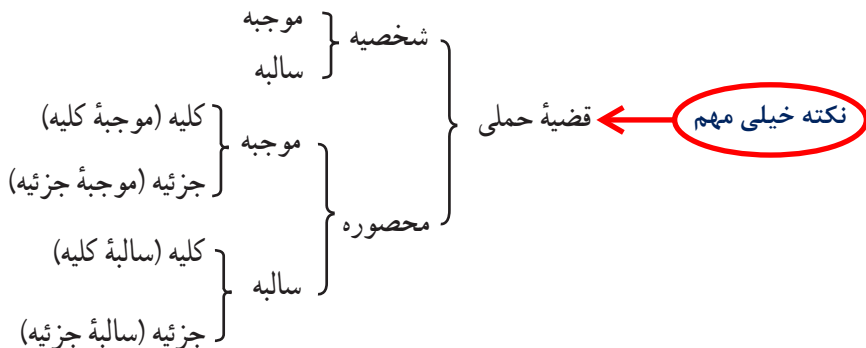 نکته خیلی مهم
قضیهٔ حملی
شخصیه
موجبه
سالبه
محصوره
موجبه
کلیه (موجبهٔ کلیه)
جزئیه (موجبهٔ جزئیه)
سالبه
کلیه (سالبهٔ کلیه)
جزئیه (سالبهٔ جزئیه)